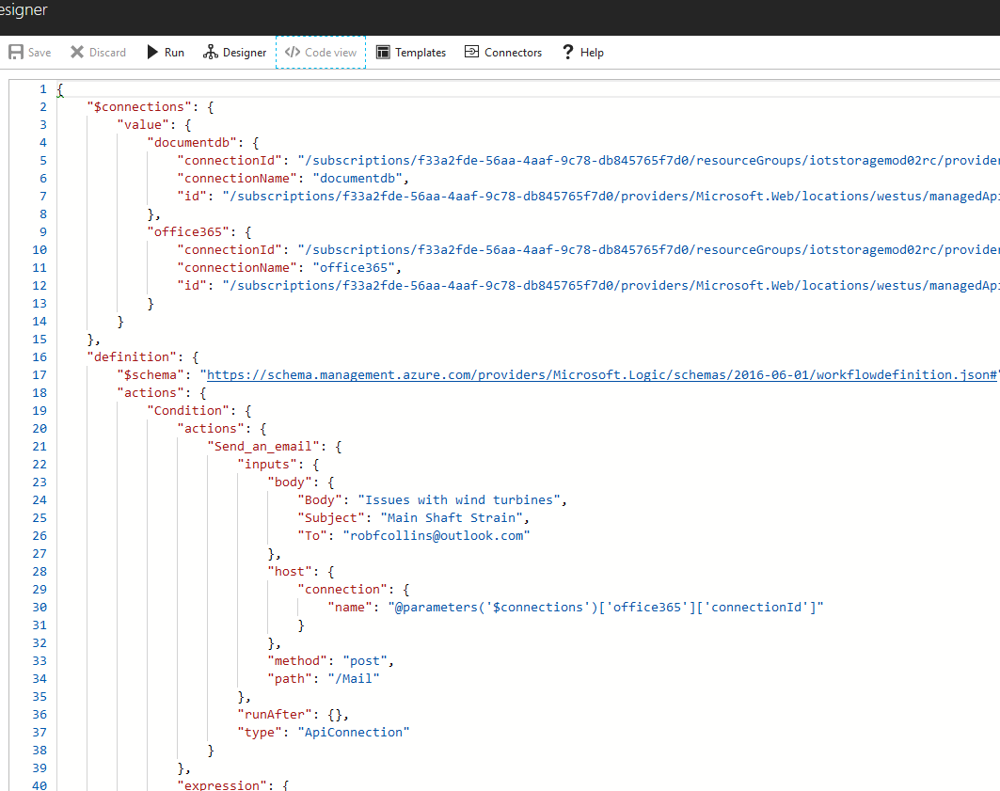 esigner
Save Discard Run Designer </> Code view Templates Connectors ? Help
1 {
2 "$connections": {
3 "value": {
4 "documentdb": {
5 "connectionId": "/subscriptions/f33a2fde-56aa-4aaf-9c78-db845765f7d0/resourceGroups/iotstoragemod02rc/provider
6 "connectionName": "documentdb",
7 "id": "/subscriptions/f33a2fde-56aa-4aaf-9c78-db845765f7d0/providers/Microsoft.Web/locations/westus/managedApi
8 },
9 "office365": {
10 "connectionId": "/subscriptions/f33a2fde-56aa-4aaf-9c78-db845765f7d0/resourceGroups/iotstoragemod02rc/provider
11 "connectionName": "office365",
12 "id": "/subscriptions/f33a2fde-56aa-4aaf-9c78-db845765f7d0/providers/Microsoft.Web/locations/westus/managedApi
13 }
14 }
15 },
16 "definition": {
17 "$schema": "https://schema.management.azure.com/providers/Microsoft.Logic/schemas/2016-06-01/workflowdefinition.json#"
18 "actions": {
19 "Condition": {
20 "actions": {
21 "Send_an_email": {
22 "inputs": {
23 "body": {
24 "Body": "Issues with wind turbines",
25 "Subject": "Main Shaft Strain",
26 "To": "robfcollins@outlook.com"
27 },
28 "host": {
29 "connection": {
30 "name": "@parameters('$connections')['office365']['connectionId']"
31 }
32 },
33 "method": "post",
34 "path": "/Mail"
35 },
36 "runAfter": {},
37 "type": "ApiConnection"
38 }
39 },
40 "expression": {